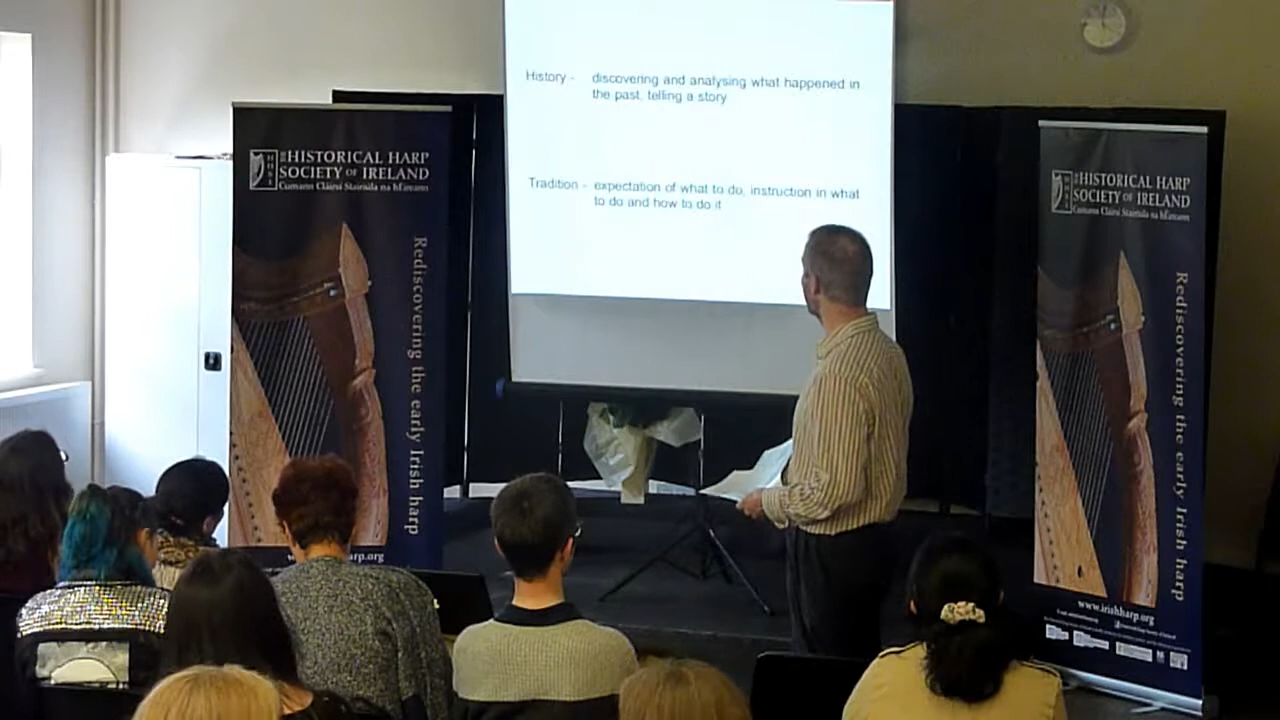 History - discovering and analysing what happened in
the past, telling a story
Tradition - expectation of what to do, instruction in what
to do and how to do it
THE HISTORICAL HARP
SOCIETY OF IRELAND
Cumann Cláirsí Stairiúla na hÉireann
Rediscovering the early Irish harp
THE HISTORICAL HARP
SOCIETY OF IRELAND
Cumann Cláirsí Stairiúla na hÉireann
Rediscovering the early Irish harp
www.irishharp.org